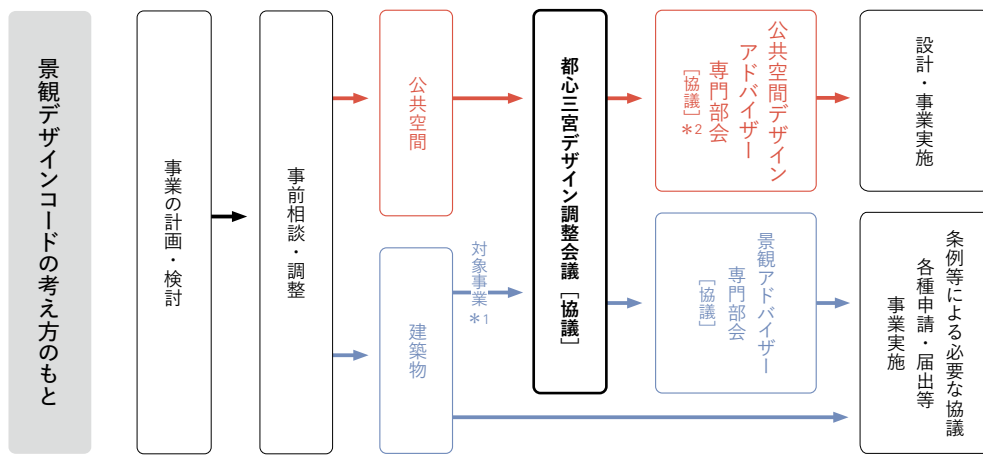 景観デザインコードの考え方のもと
事業の計画・検討
事前相談・調整
公共空間
建築物
対象事業
*1
都心三宮デザイン調整会議［協議］
公共空間デザイン
アドバイザー
専門部会
［協議］*2
景観アドバイザー
専門部会
［協議］
設計・事業実施
条例等による必要な協議
各種申請・届出等
事業実施